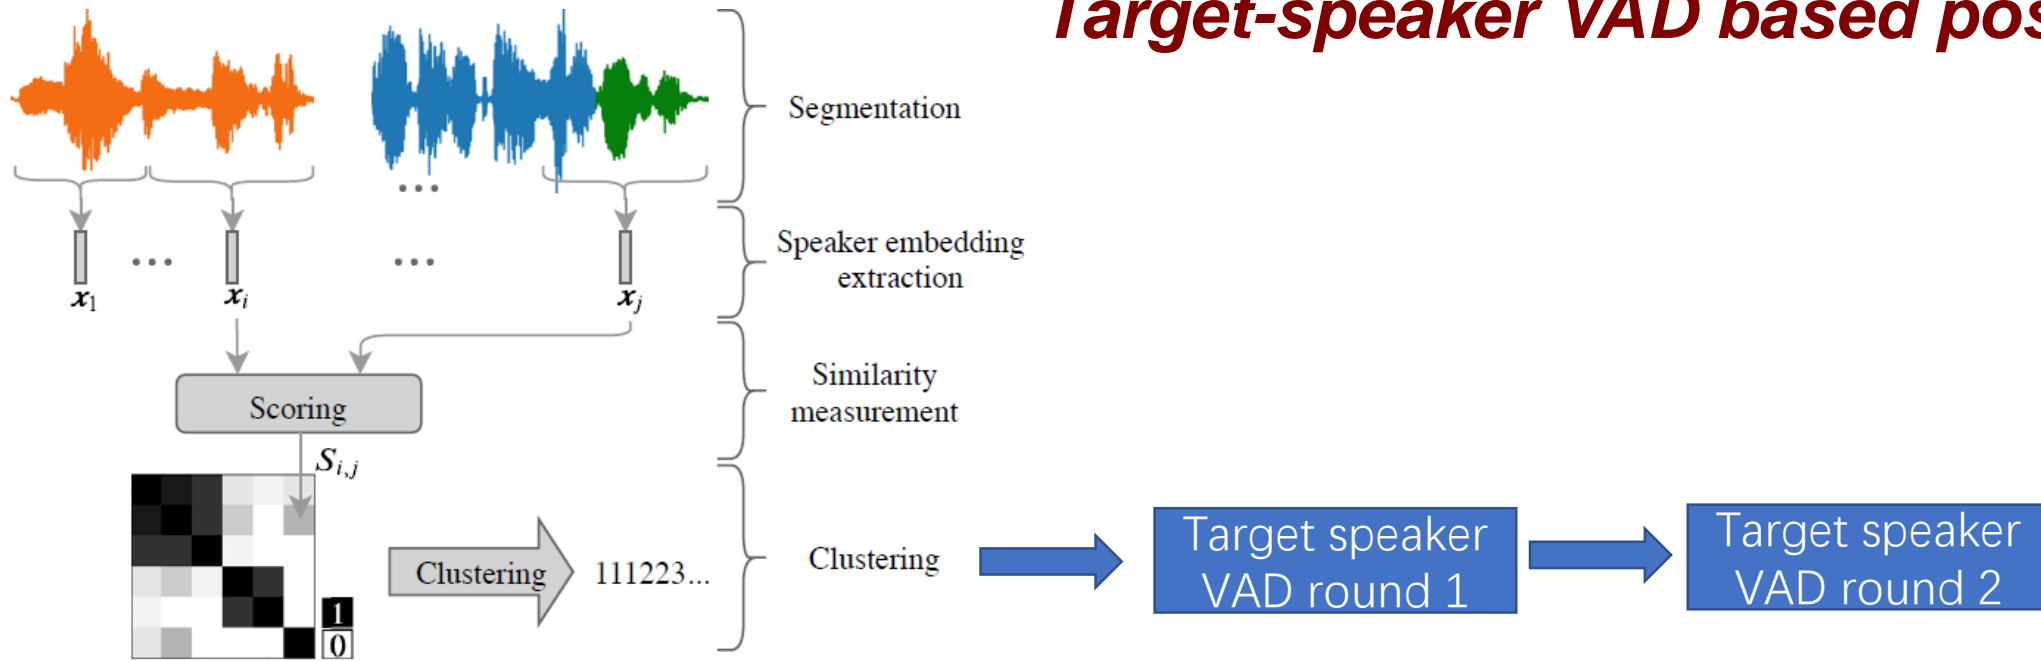 Target-speaker VAD based pos
Segmentation
...
Speaker embedding
extraction
... ...
x1 xi xj
Similarity
measurement
Scoring
Si,j
Clustering
111223...
Clustering
1
0
Target speaker
VAD round 1
Target speaker
VAD round 2